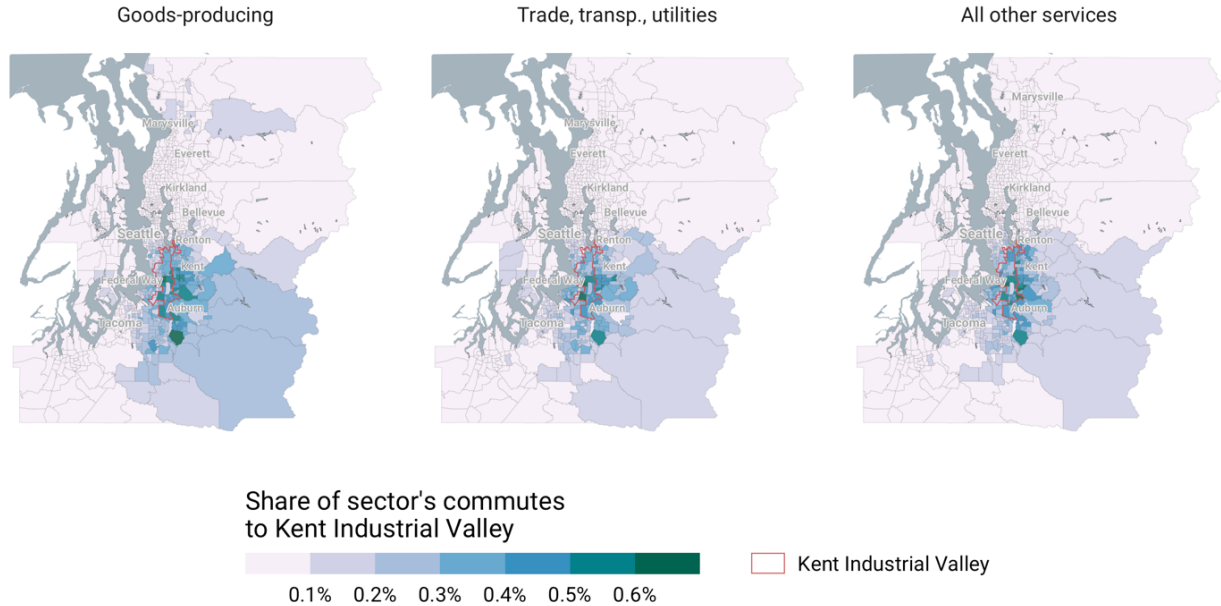 Goods-producing
Trade, transp., utilities
All other services
Marysville
Everett
Kirkland
Bellevue
Seattle
Renton
Kent
Federal Way
Auburn
Tacoma
Marysville
Everett
Kirkland
Bellevue
Seattle
Renton
Kent
Federal Way
Auburn
Tacoma
Marysville
Everett
Kirkland
Bellevue
Seattle
Renton
Kent
Federal Way
Auburn
Tacoma
Share of sector's commutes
to Kent Industrial Valley
0.1% 0.2% 0.3% 0.4% 0.5% 0.6%
Kent Industrial Valley